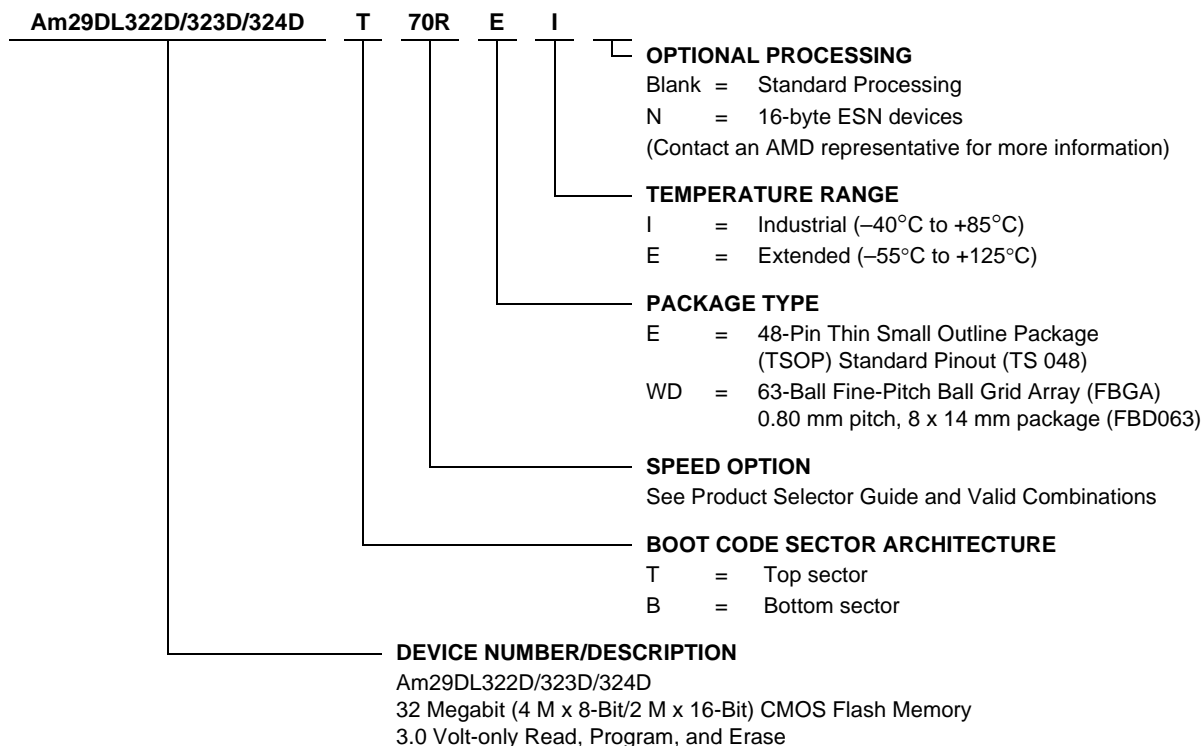 Am29DL322D/323D/324D T 70R E I
OPTIONAL PROCESSING
Blank = Standard Processing
N = 16-byte ESN devices
(Contact an AMD representative for more information)
TEMPERATURE RANGE
I = Industrial (–40°C to +85°C)
E = Extended (–55°C to +125°C)
PACKAGE TYPE
E = 48-Pin Thin Small Outline Package
(TSOP) Standard Pinout (TS 048)
WD = 63-Ball Fine-Pitch Ball Grid Array (FBGA)
0.80 mm pitch, 8 x 14 mm package (FBD063)
SPEED OPTION
See Product Selector Guide and Valid Combinations
BOOT CODE SECTOR ARCHITECTURE
T = Top sector
B = Bottom sector
DEVICE NUMBER/DESCRIPTION
Am29DL322D/323D/324D
32 Megabit (4 M x 8-Bit/2 M x 16-Bit) CMOS Flash Memory
3.0 Volt-only Read, Program, and Erase